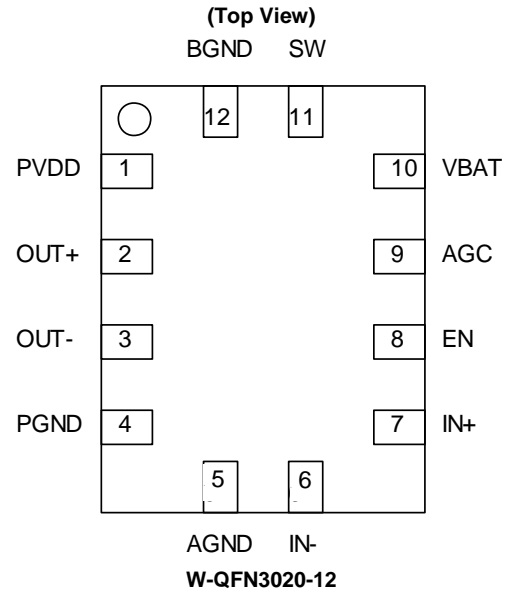 (Top View)
BGND SW
12 11
PVDD 1 10 VBAT
OUT+ 2 9 AGC
OUT- 3 8 EN
PGND 4 7 IN+
5 6
AGND IN-
W-QFN3020-12